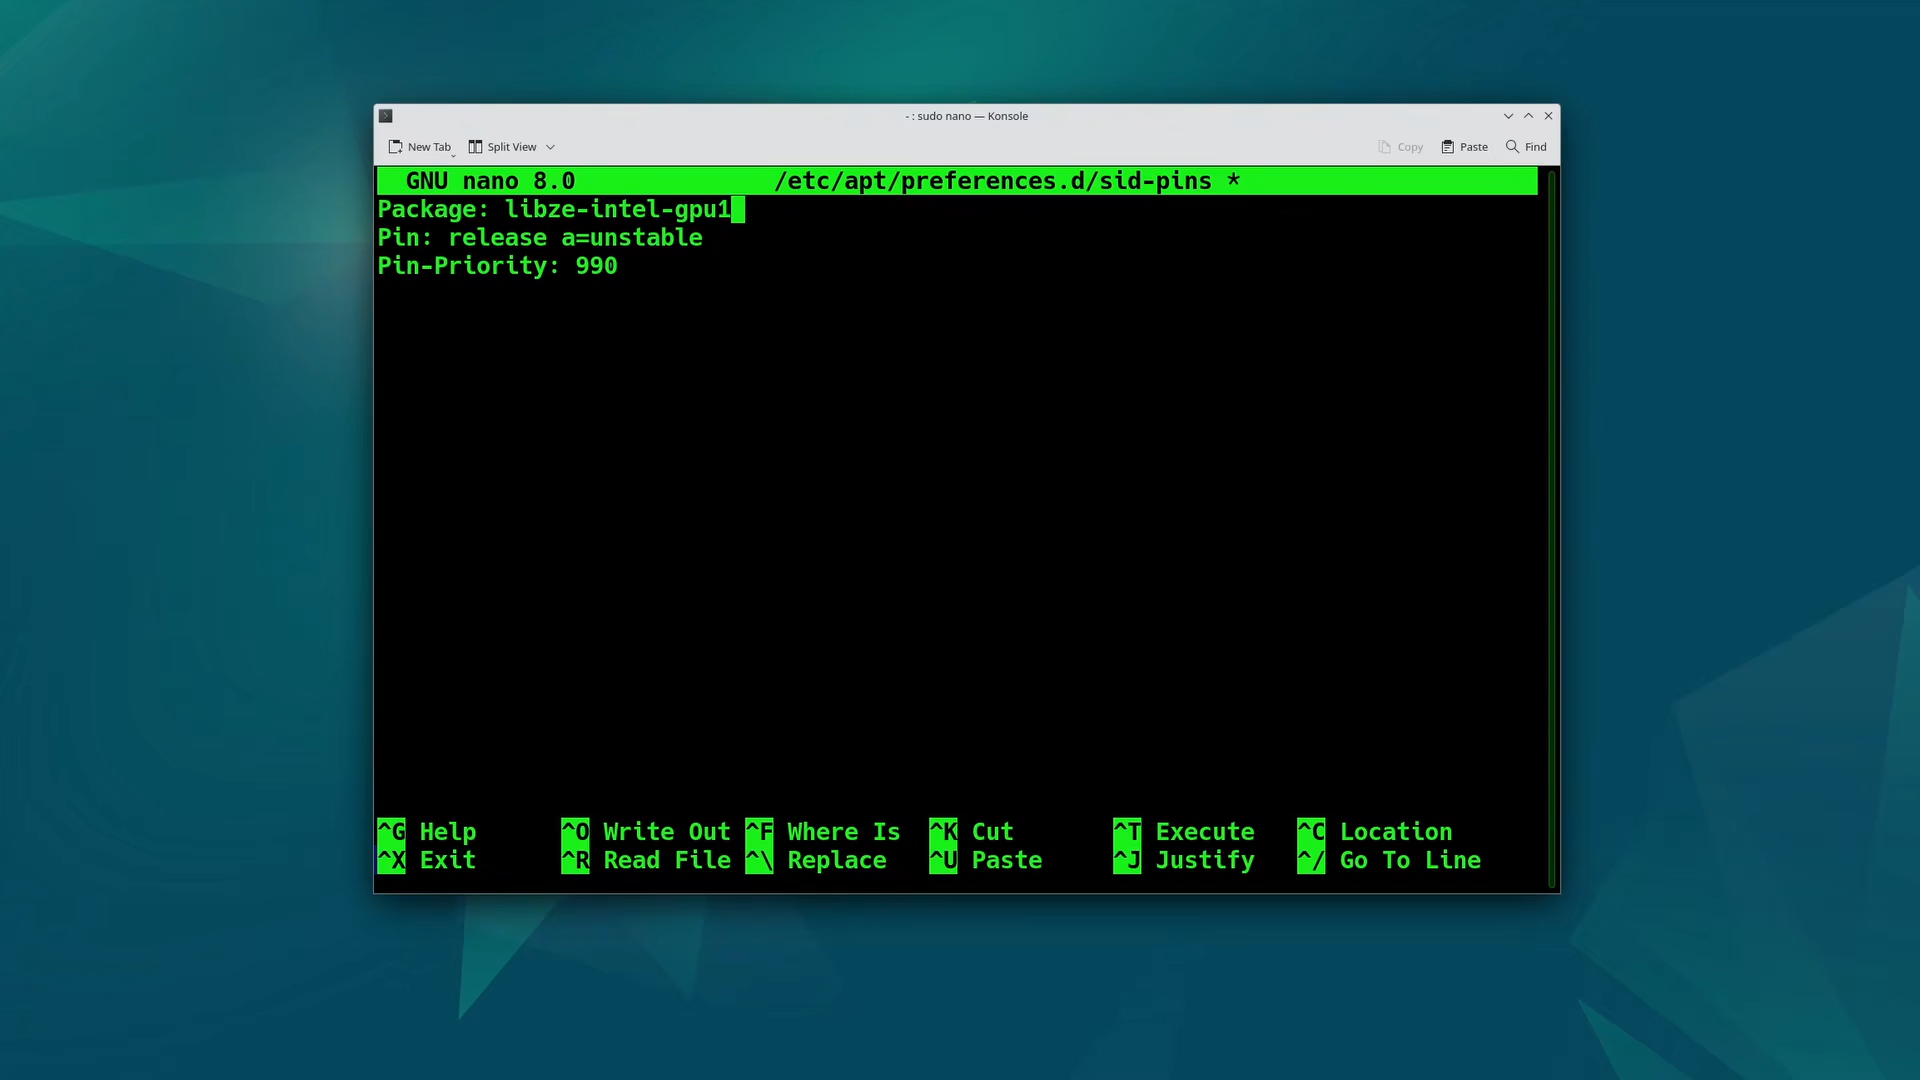 - : sudo nano — Konsole
New Tab Split View Copy Paste Find
GNU nano 8.0 /etc/apt/preferences.d/sid-pins *
Package: libze-intel-gpu1
Pin: release a=unstable
Pin-Priority: 990
^G Help ^O Write Out ^F Where Is ^K Cut ^T Execute ^C Location
^X Exit ^R Read File ^\ Replace ^U Paste ^J Justify ^/ Go To Line